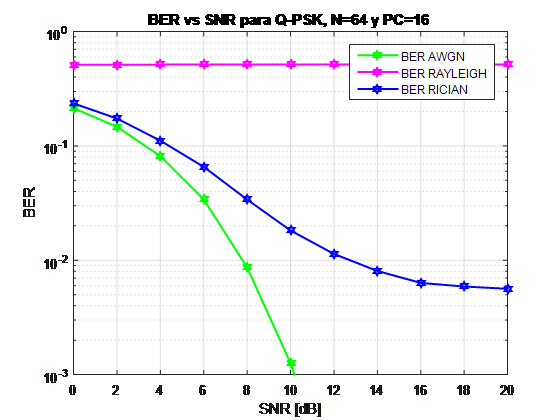 BER vs SNR para Q-PSK, N=64 y PC=16
10^0
BER AWGN
BER RAYLEIGH
BER RICIAN
10^-1
BER
10^-2
10^-3
0 2 4 6 8 10 12 14 16 18 20
SNR [dB]